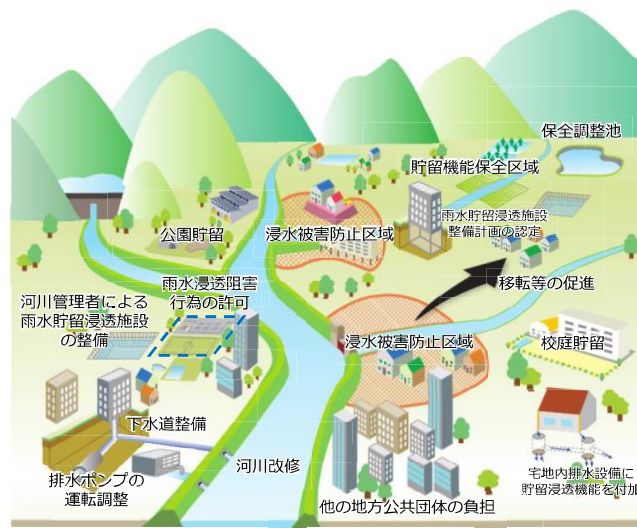 保全調整池
貯留機能保全区域
雨水貯留浸透施設
整備計画の認定
公園貯留
浸水被害防止区域
移転等の促進
雨水浸透阻害
行為の許可
河川管理者による
雨水貯留浸透施設
の整備
浸水被害防止区域
校庭貯留
下水道整備
排水ポンプの
運転調整
河川改修
他の地方公共団体の負担
宅地内排水設備に
貯留浸透機能を付加